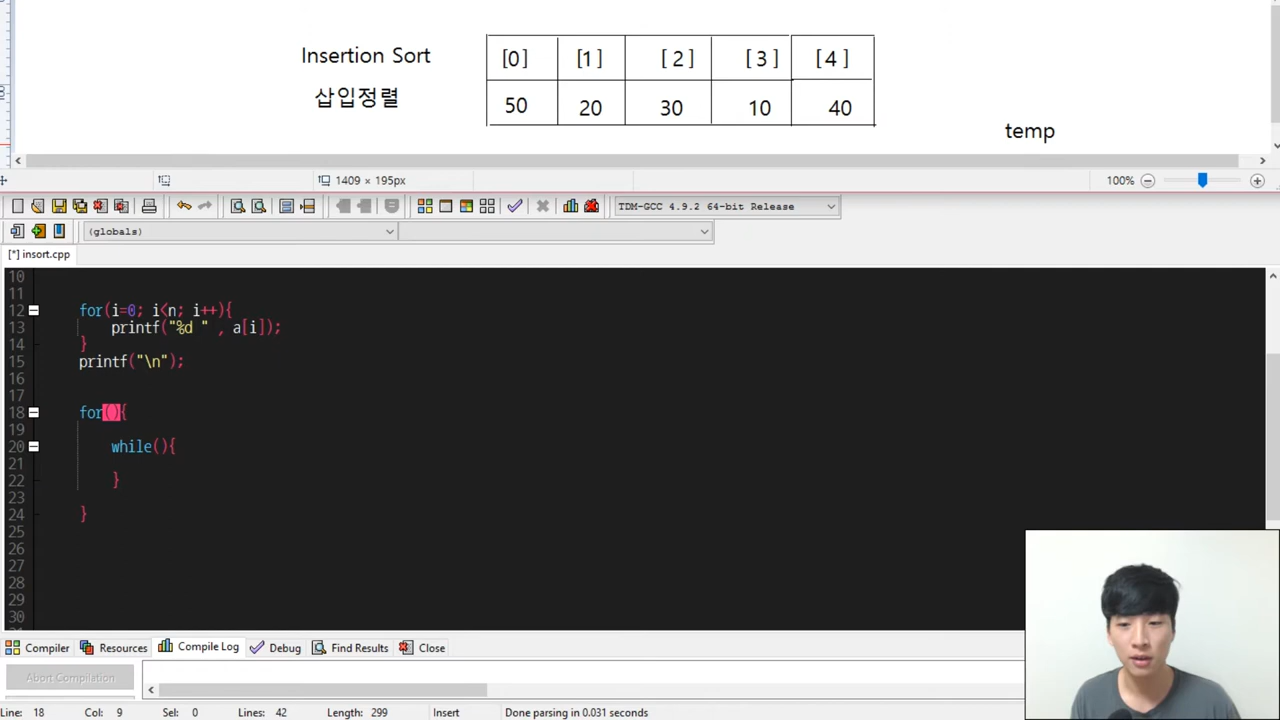 Insertion Sort
삽입정렬
[0] [1] [ 2 ] [ 3 ] [ 4 ]
50 20 30 10 40
temp
1409 × 195px
100%
TDM-GCC 4.9.2 64-bit Release
(globals)
[*] insort.cpp
10
11
12 for(i=0; i<n; i++){
13 printf("%d " , a[i]);
14 }
15 printf("\n");
16
17
18 for(){
19
20 while(){
21
22 }
23
24 }
25
26
27
28
29
30
Compiler Resources Compile Log Debug Find Results Close
Abort Compilation
Line: 18 Col: 9 Sel: 0 Lines: 42 Length: 299 Insert Done parsing in 0.031 seconds